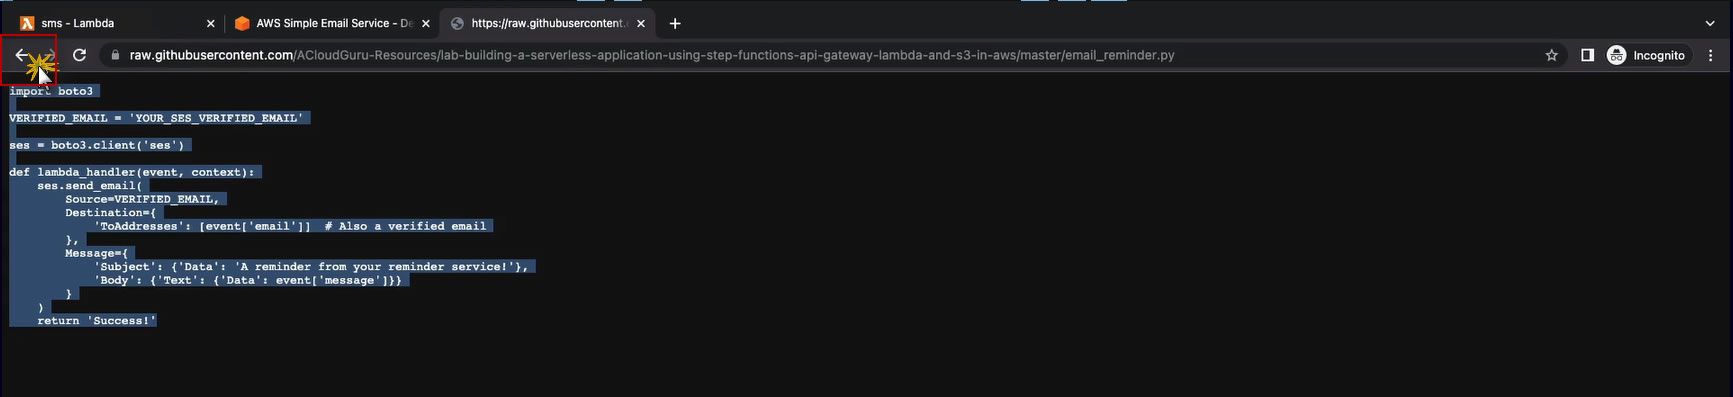 sms - Lambda
AWS Simple Email Service - De
https://raw.githubusercontent.
raw.githubusercontent.com/ACloudGuru-Resources/lab-building-a-serverless-application-using-step-functions-api-gateway-lambda-and-s3-in-aws/master/email_reminder.py
Incognito
import boto3
VERIFIED_EMAIL = 'YOUR_SES_VERIFIED_EMAIL'
ses = boto3.client('ses')
def lambda_handler(event, context):
    ses.send_email(
        Source=VERIFIED_EMAIL,
        Destination={
            'ToAddresses': [event['email']]  # Also a verified email
        },
        Message={
            'Subject': {'Data': 'A reminder from your reminder service!'},
            'Body': {'Text': {'Data': event['message']}}
        }
    )
    return 'Success!'